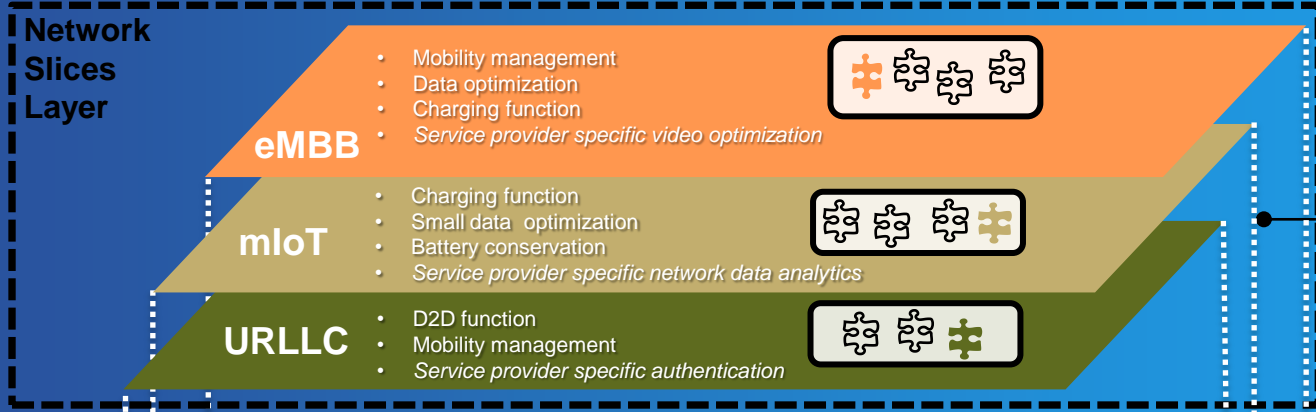 Network
Slices
Layer
• Mobility management
• Data optimization
• Charging function
• Service provider specific video optimization
eMBB
• Charging function
• Small data optimization
• Battery conservation
• Service provider specific network data analytics
mIoT
• D2D function
• Mobility management
• Service provider specific authentication
URLLC